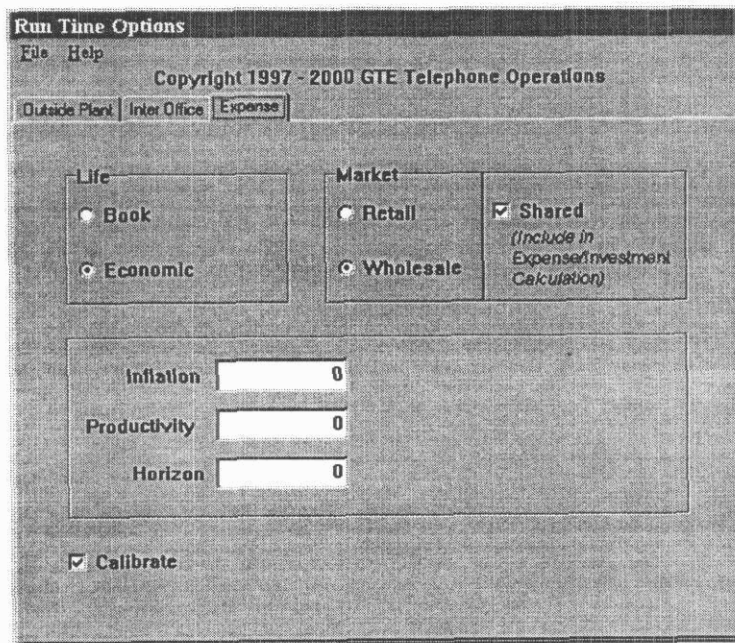 Run Time Options
File Help
Copyright 1997 - 2000 GTE Telephone Operations
Outside Plant Inter Office Expense
Life Market
Book Retail Shared
(Include in
Expense/Investment
Calculation)
Economic Wholesale
Inflation 0
Productivity 0
Horizon 0
Calibrate